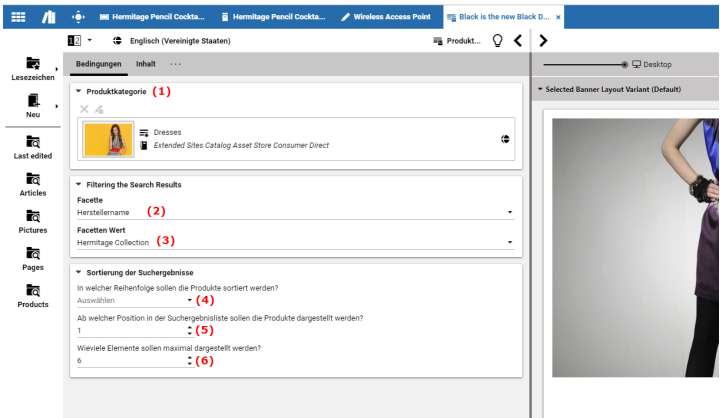 Hermitage Pencil Cockta...
Hermitage Pencil Cockta...
Wireless Access Point
Black is the new Black D... ×
12
Englisch (Vereinigte Staaten)
Produkt...
Lesezeichen
Neu
Last edited
Articles
Pictures
Pages
Products
Bedingungen Inhalt ...
Produktkategorie (1)
Dresses
Extended Sites Catalog Asset Store Consumer Direct
Filtering the Search Results
Facette
Herstellername (2)
Facetten Wert
Hermitage Collection (3)
Sortierung der Suchergebnisse
In welcher Reihenfolge sollen die Produkte sortiert werden?
Auswählen (4)
Ab welcher Position in der Suchergebnisliste sollen die Produkte dargestellt werden?
1 (5)
Wieviele Elemente sollen maximal dargestellt werden?
6 (6)
Desktop
Selected Banner Layout Variant (Default)